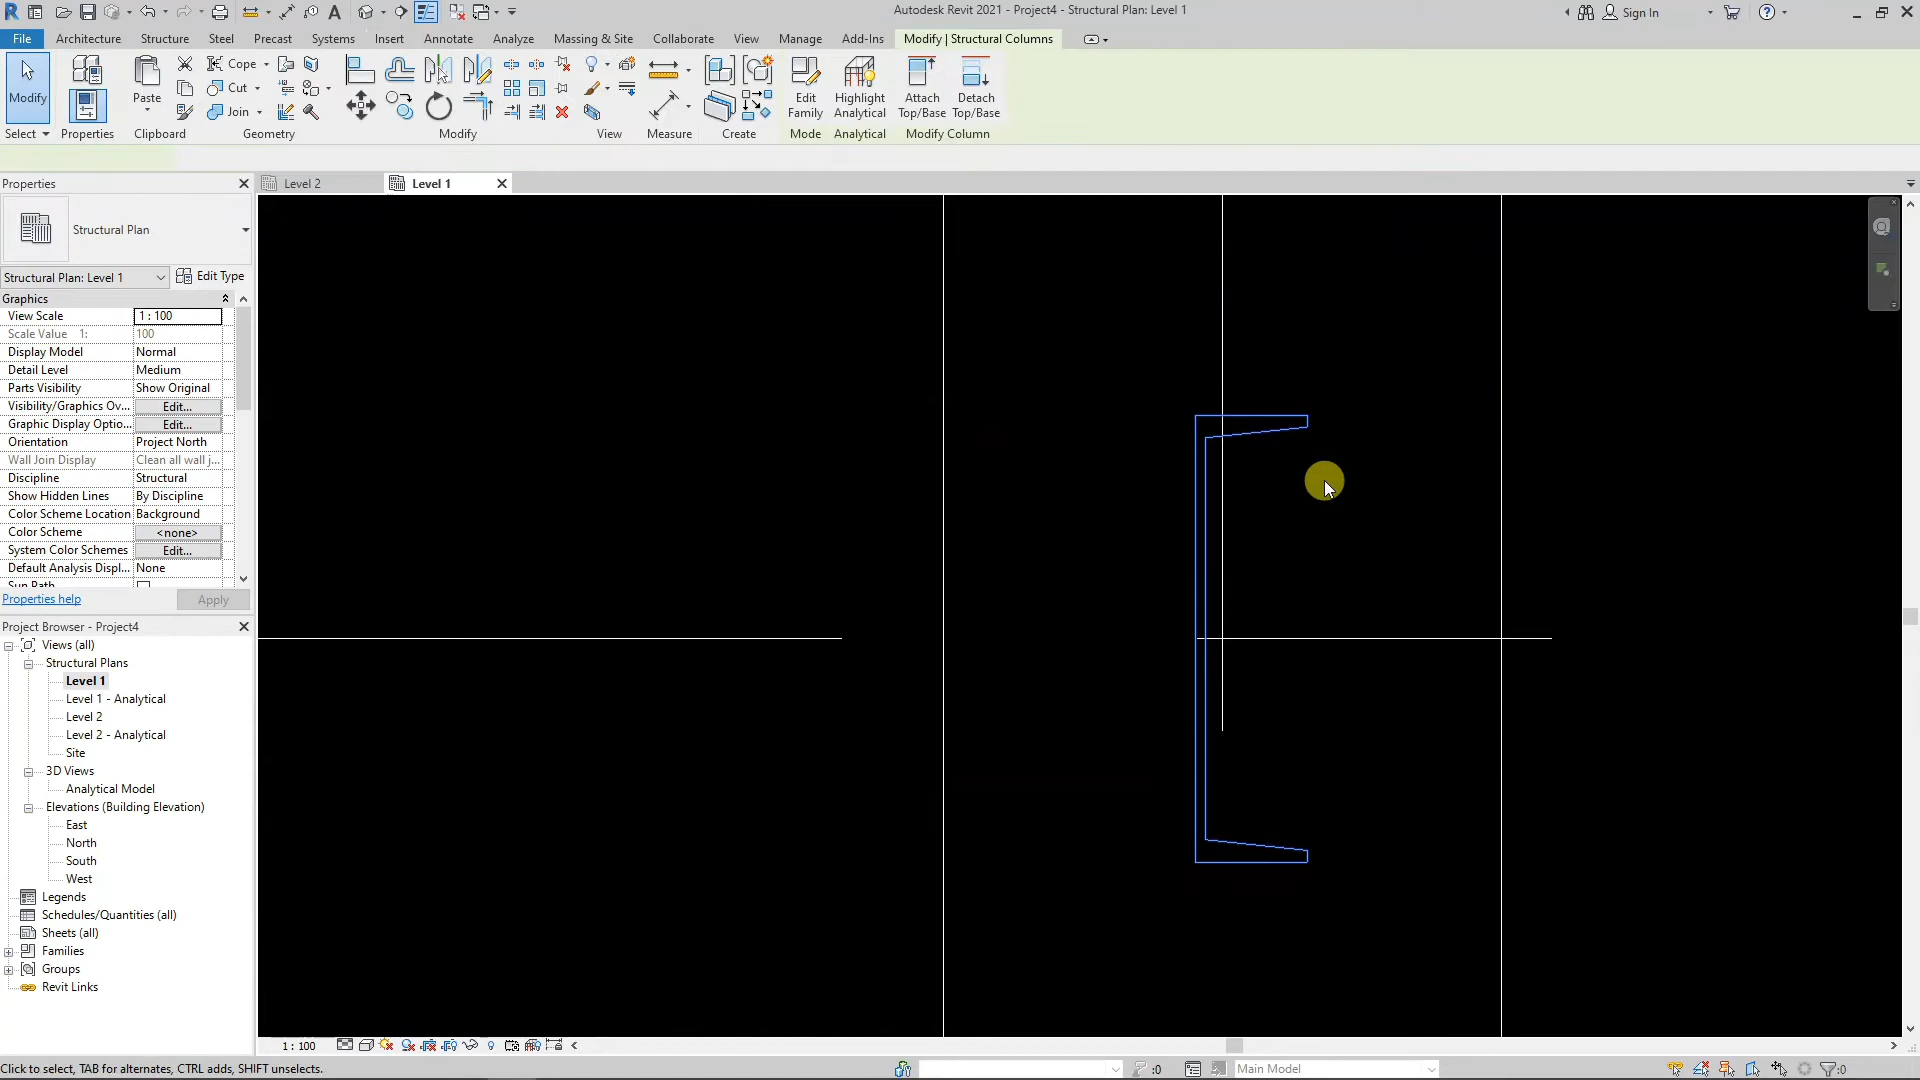 Autodesk Revit 2021 - Project4 - Structural Plan: Level 1
Sign In
File Architecture Structure Steel Precast Systems Insert Annotate Analyze Massing & Site Collaborate View Manage Add-Ins Modify | Structural Columns
Modify
Paste
Cope
Cut
Join
Edit Family
Highlight Analytical
Attach Top/Base
Detach Top/Base
Select Properties Clipboard Geometry Modify View Measure Create Mode Analytical Modify Column
Properties
Level 2
Level 1
Structural Plan
Structural Plan: Level 1
Edit Type
Graphics
View Scale 1 : 100
Scale Value 1: 100
Display Model Normal
Detail Level Medium
Parts Visibility Show Original
Visibility/Graphics Ov... Edit...
Graphic Display Optio... Edit...
Orientation Project North
Wall Join Display Clean all wall j...
Discipline Structural
Show Hidden Lines By Discipline
Color Scheme Location Background
Color Scheme <none>
System Color Schemes Edit...
Default Analysis Displ... None
Sun Path
Properties help
Apply
Project Browser - Project4
Views (all)
Structural Plans
Level 1
Level 1 - Analytical
Level 2
Level 2 - Analytical
Site
3D Views
Analytical Model
Elevations (Building Elevation)
East
North
South
West
Legends
Schedules/Quantities (all)
Sheets (all)
Families
Groups
Revit Links
1 : 100
Click to select, TAB for alternates, CTRL adds, SHIFT unselects.
:0
Main Model
:0